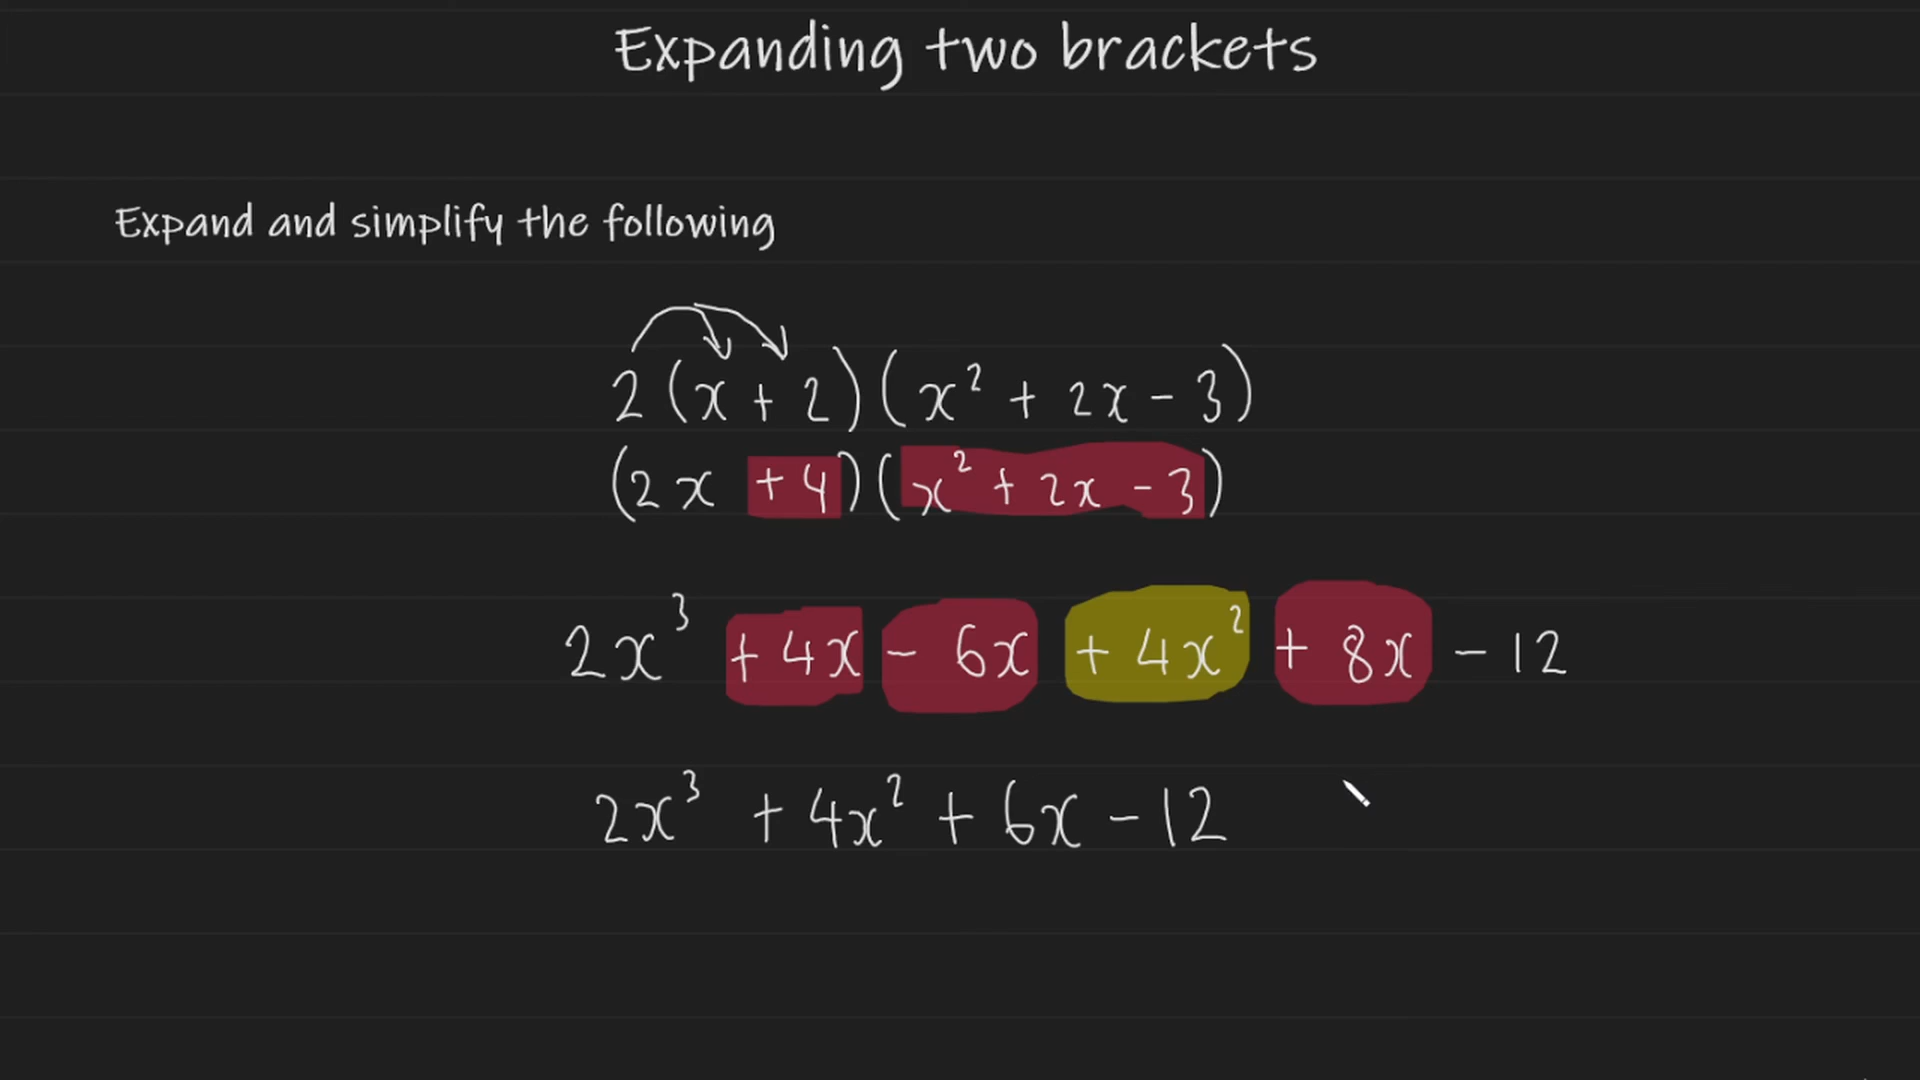 Expanding two brackets
Expand and simplify the following
2(x + 2)(x² + 2x - 3)
(2x + 4)(x² + 2x - 3)
2x³ + 4x - 6x + 4x² + 8x - 12
2x³ + 4x² + 6x - 12